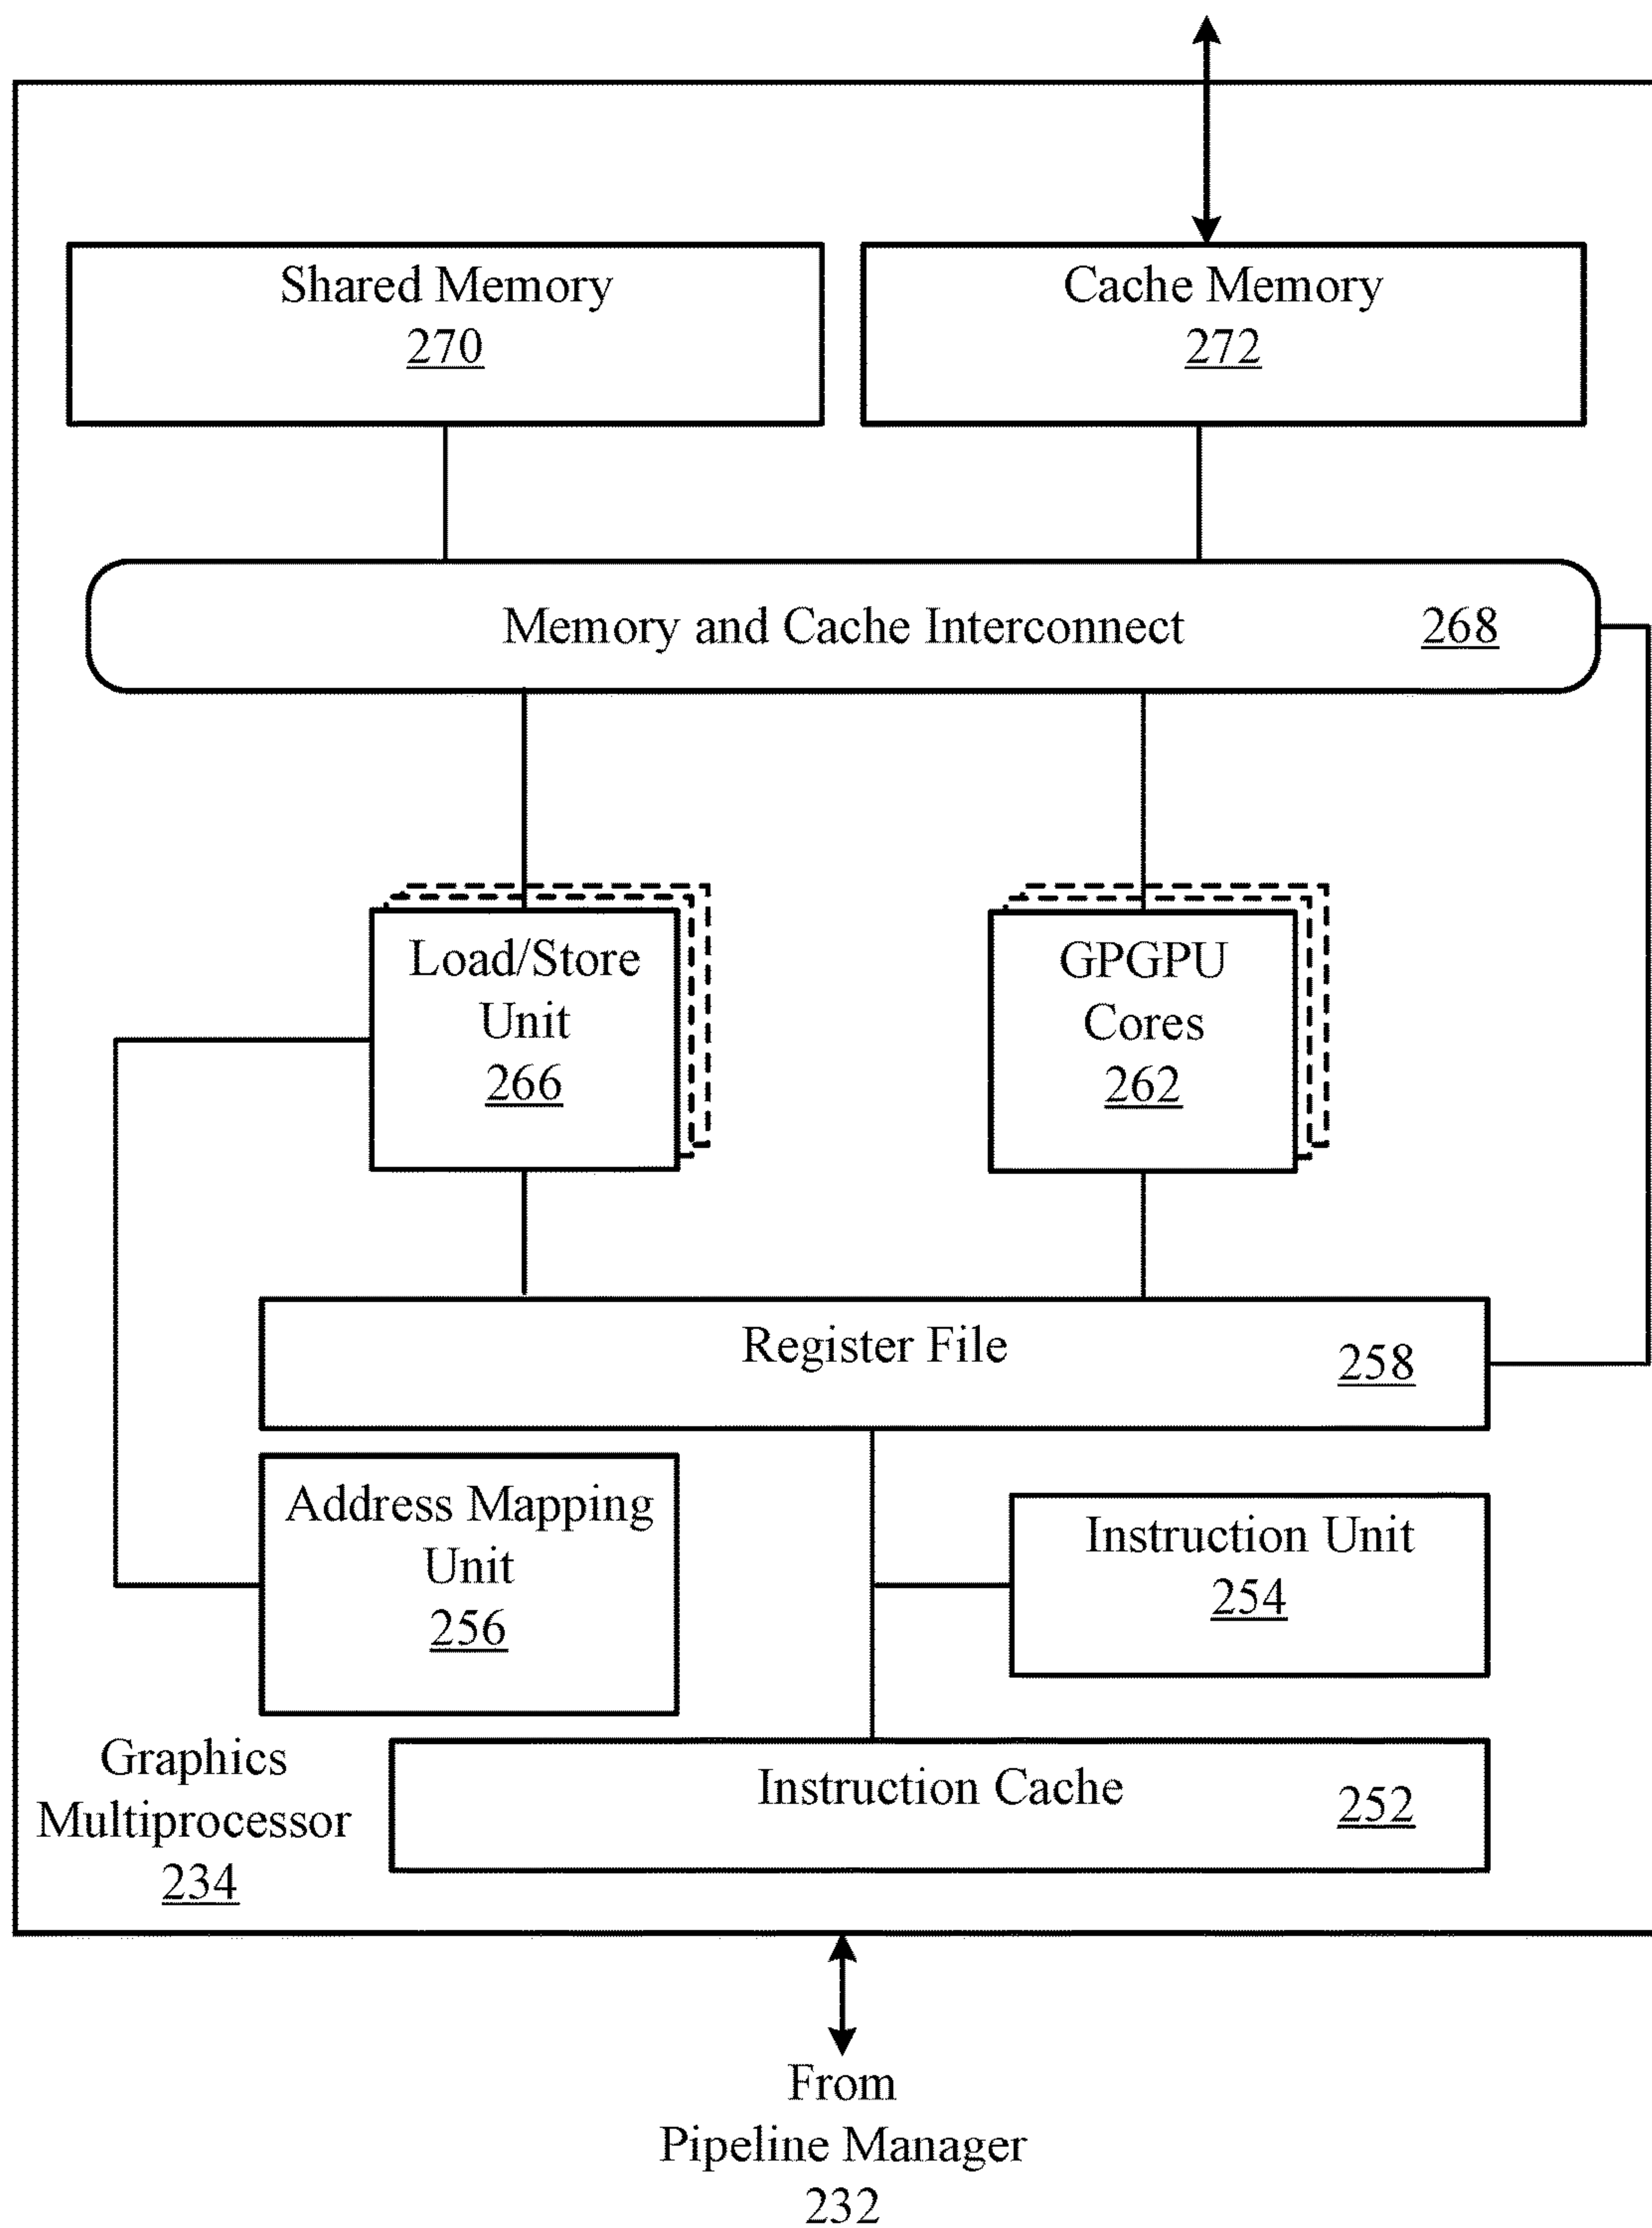 Shared Memory
270
Cache Memory
272
Memory and Cache Interconnect 268
Load/Store
Unit
266
GPGPU
Cores
262
Register File 258
Address Mapping
Unit
256
Instruction Unit
254
Graphics
Multiprocessor
234
Instruction Cache 252
From
Pipeline Manager
232